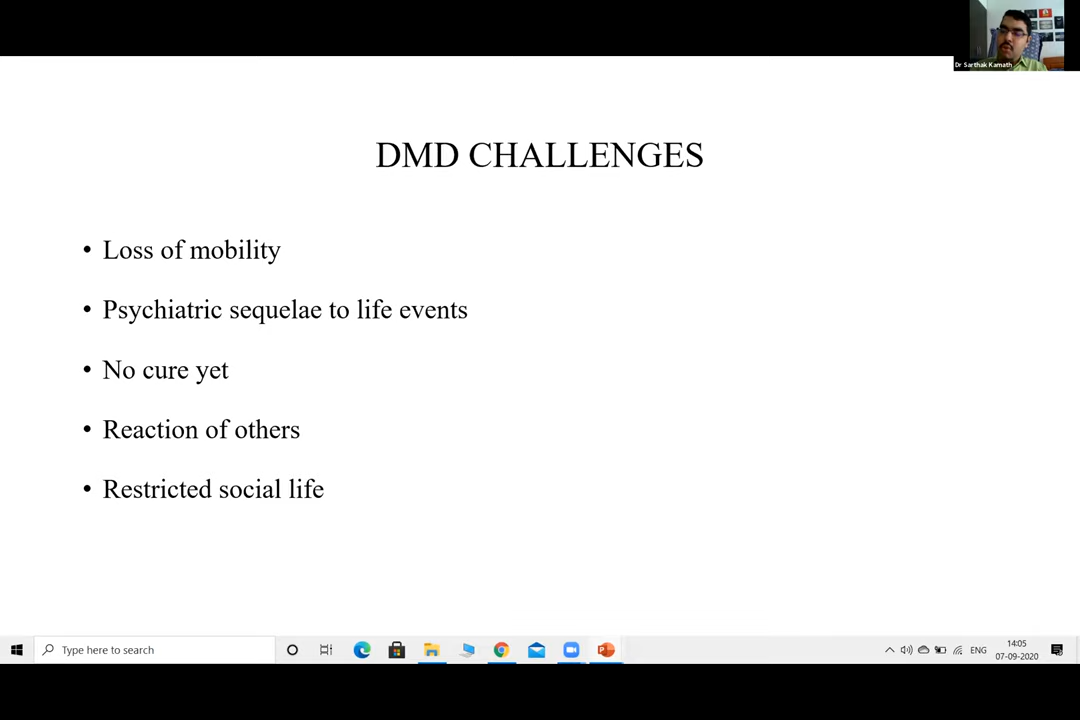 Dr Sarthak Kamath
DMD CHALLENGES
• Loss of mobility
• Psychiatric sequelae to life events
• No cure yet
• Reaction of others
• Restricted social life
Type here to search
ENG
14:05
07-09-2020